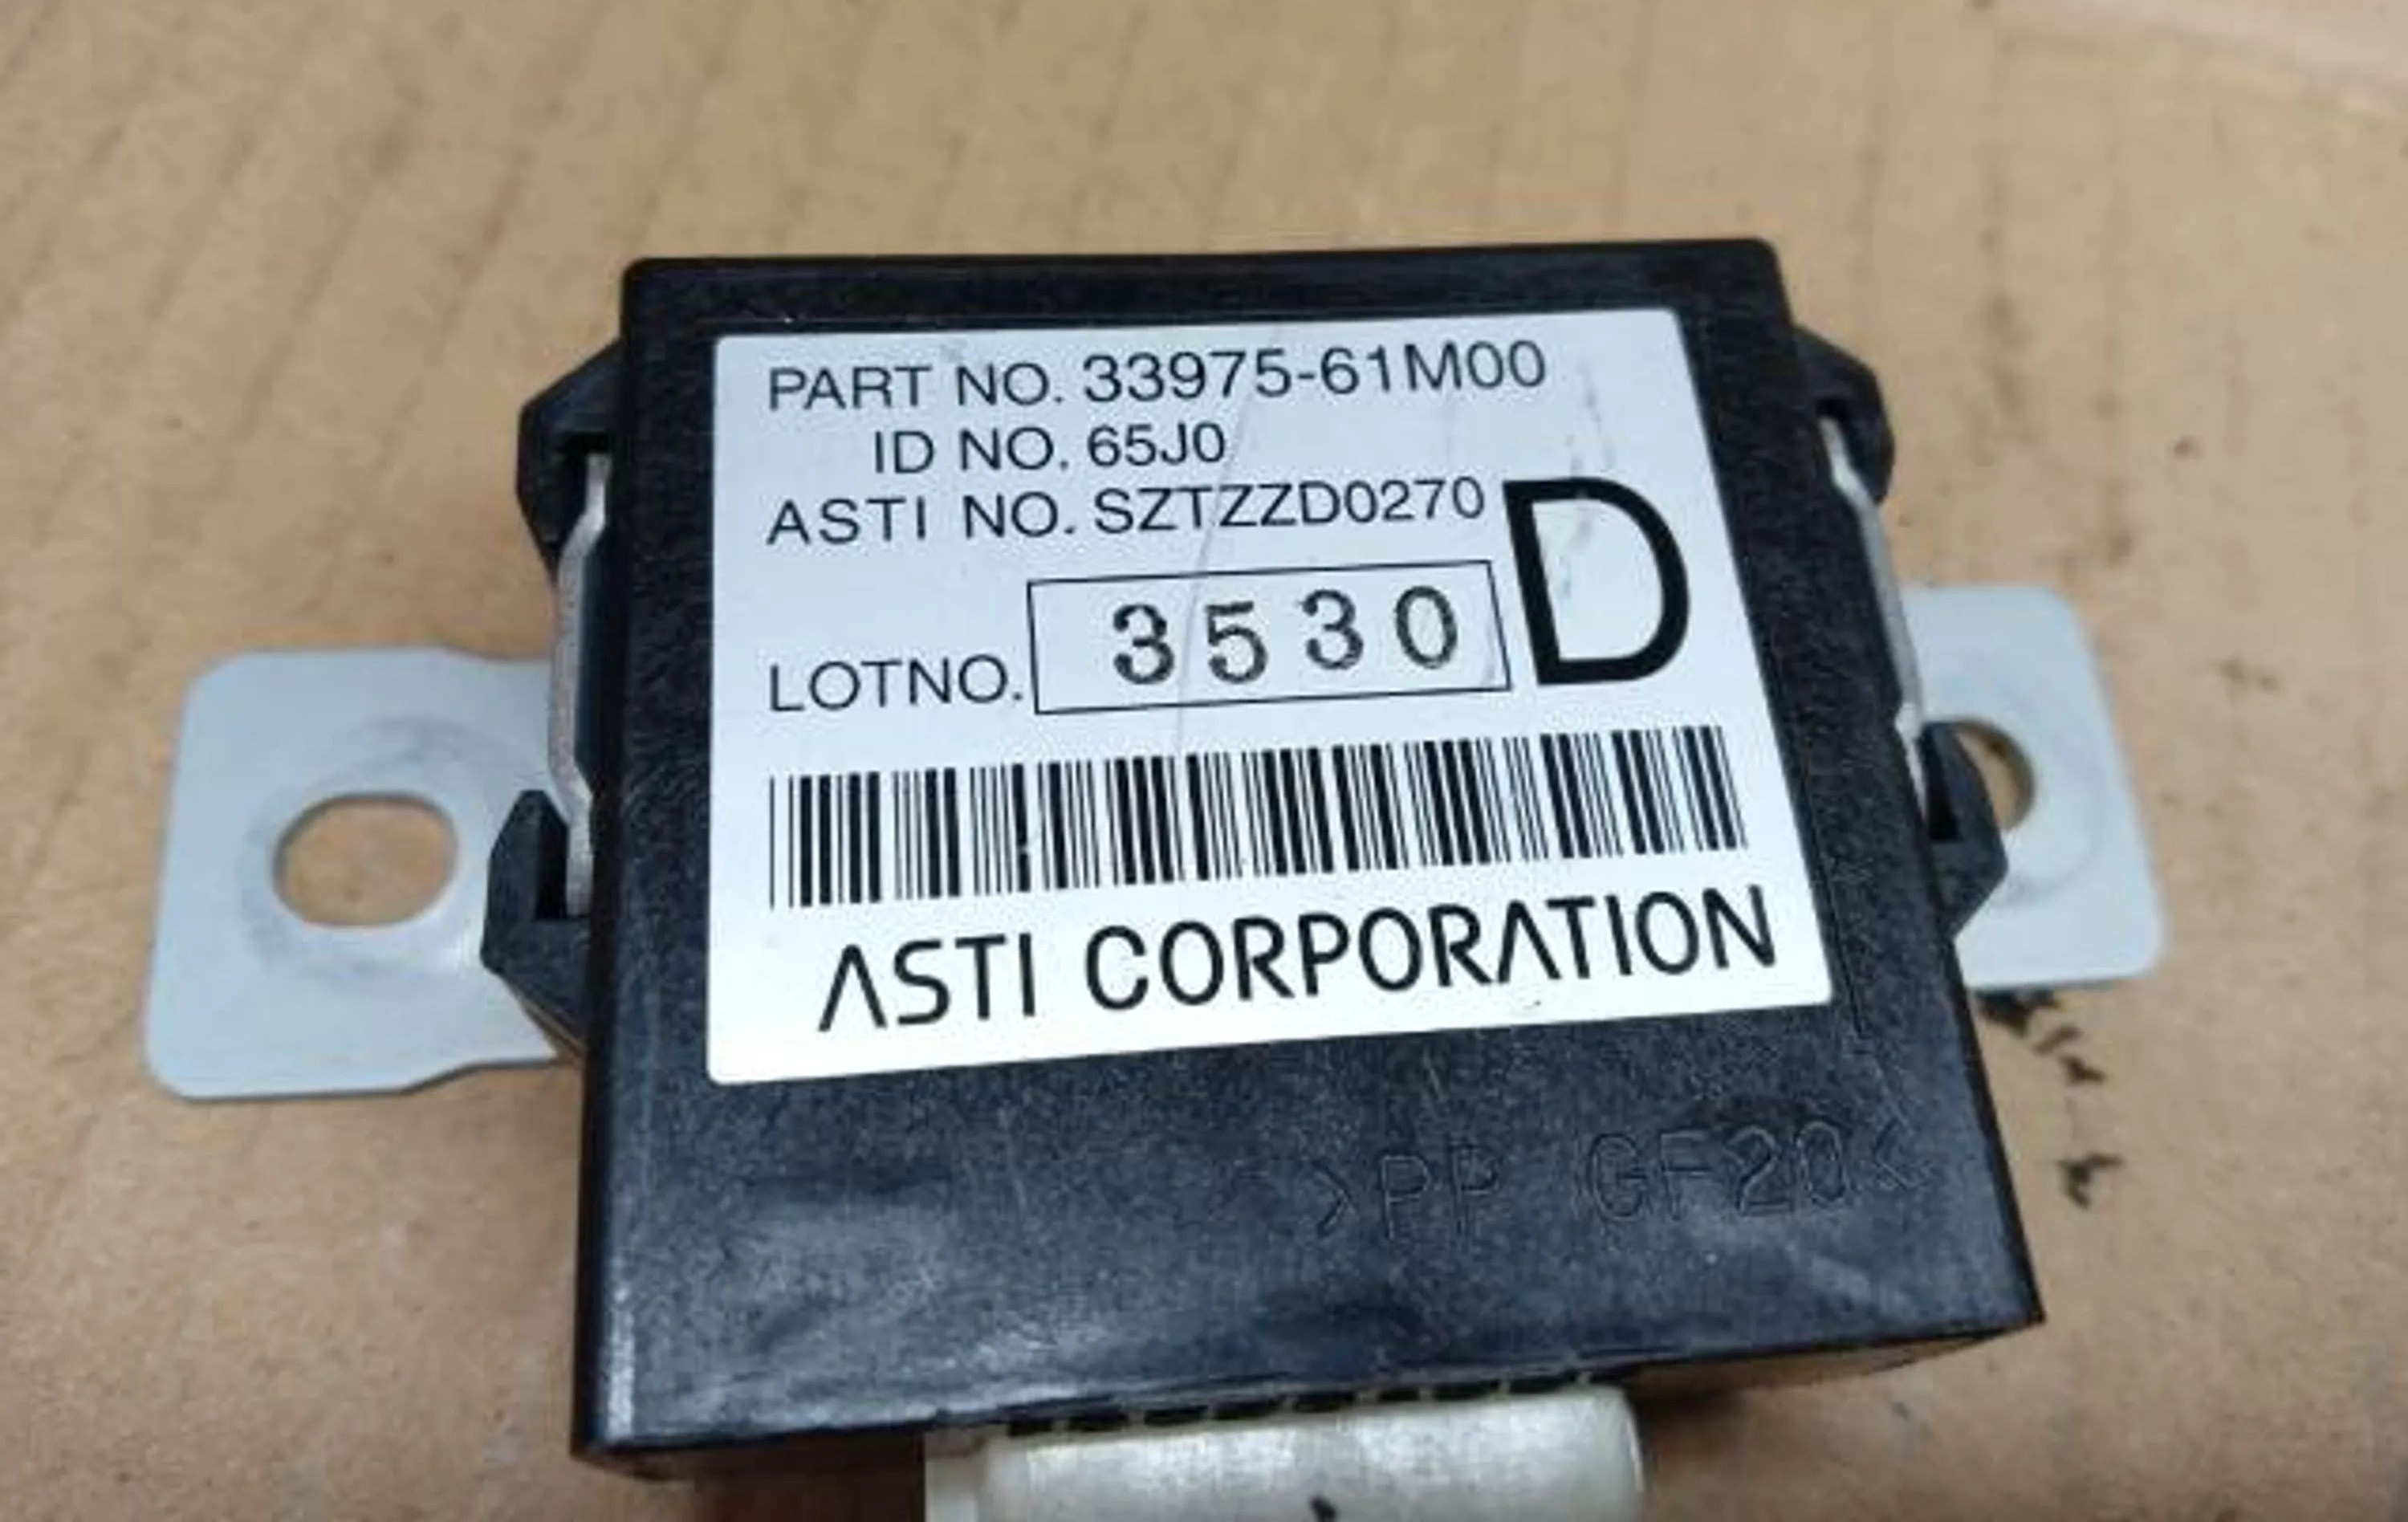 PART NO. 33975-61M00
ID NO. 65J0
ASTI NO. SZTZZD0270
D
LOTNO. 3530
ASTI CORPORATION
>PP GF20<